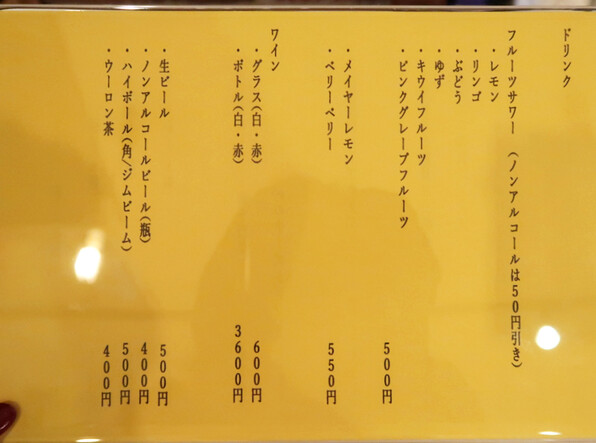 ドリンク
フルーツサワー (ノンアルコールは50円引き)
・レモン
・リンゴ
・ぶどう
・ゆず
・キウイフルーツ
・ピンクグレープフルーツ 500円
・メイヤーレモン
・ベリーベリー 550円
ワイン
・グラス(白・赤) 600円
・ボトル(白・赤) 3600円
・生ビール 500円
・ノンアルコールビール(瓶) 400円
・ハイボール(角/ジムビーム) 500円
・ウーロン茶 400円